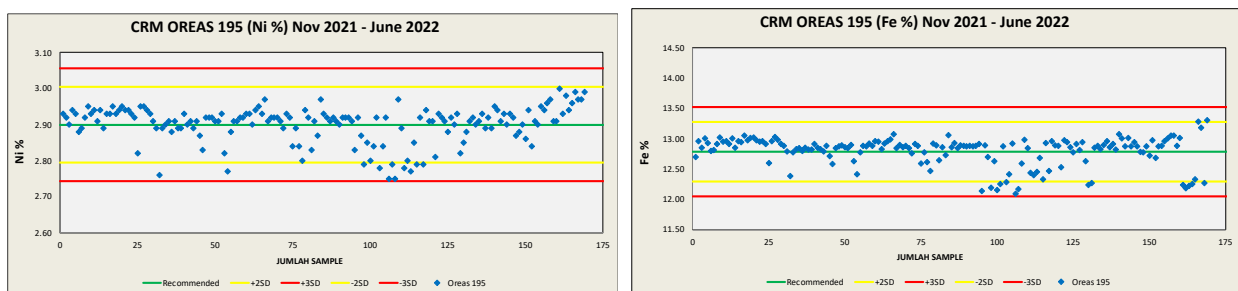 CRM OREAS 195 (Ni %) Nov 2021 - June 2022
3.10
3.00
2.90
2.80
2.70
2.60
Ni %
0 25 50 75 100 125 150 175
JUMLAH SAMPLE
Recommended +2SD +3SD -2SD -3SD Oreas 195
CRM OREAS 195 (Fe %) Nov 2021 - June 2022
14.50
14.00
13.50
13.00
12.50
12.00
11.50
Fe %
0 25 50 75 100 125 150 175
JUMLAH SAMPLE
Recommended +2SD +3SD -2SD -3SD Oreas 195